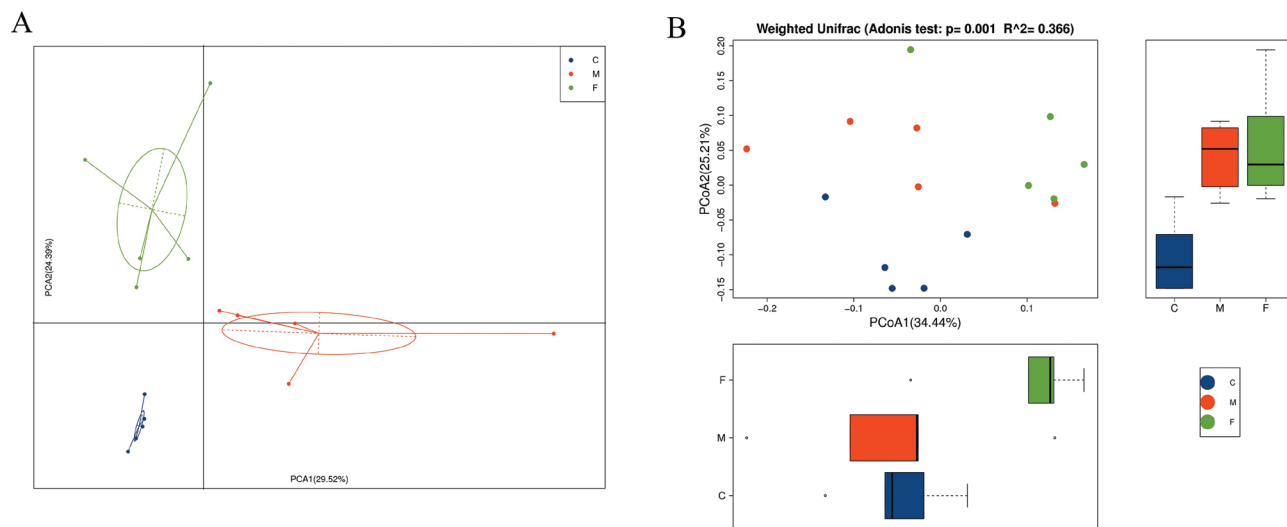 A
C
M
F
PCA2(24.39%)
PCA1(29.52%)
B
Weighted Unifrac (Adonis test: p= 0.001 R^2= 0.366)
0.20
0.15
0.10
0.05
0.00
−0.05
−0.10
−0.15
PCoA2(25.21%)
−0.2
−0.1
0.0
0.1
PCoA1(34.44%)
C
M
F
F
M
C
C
M
F